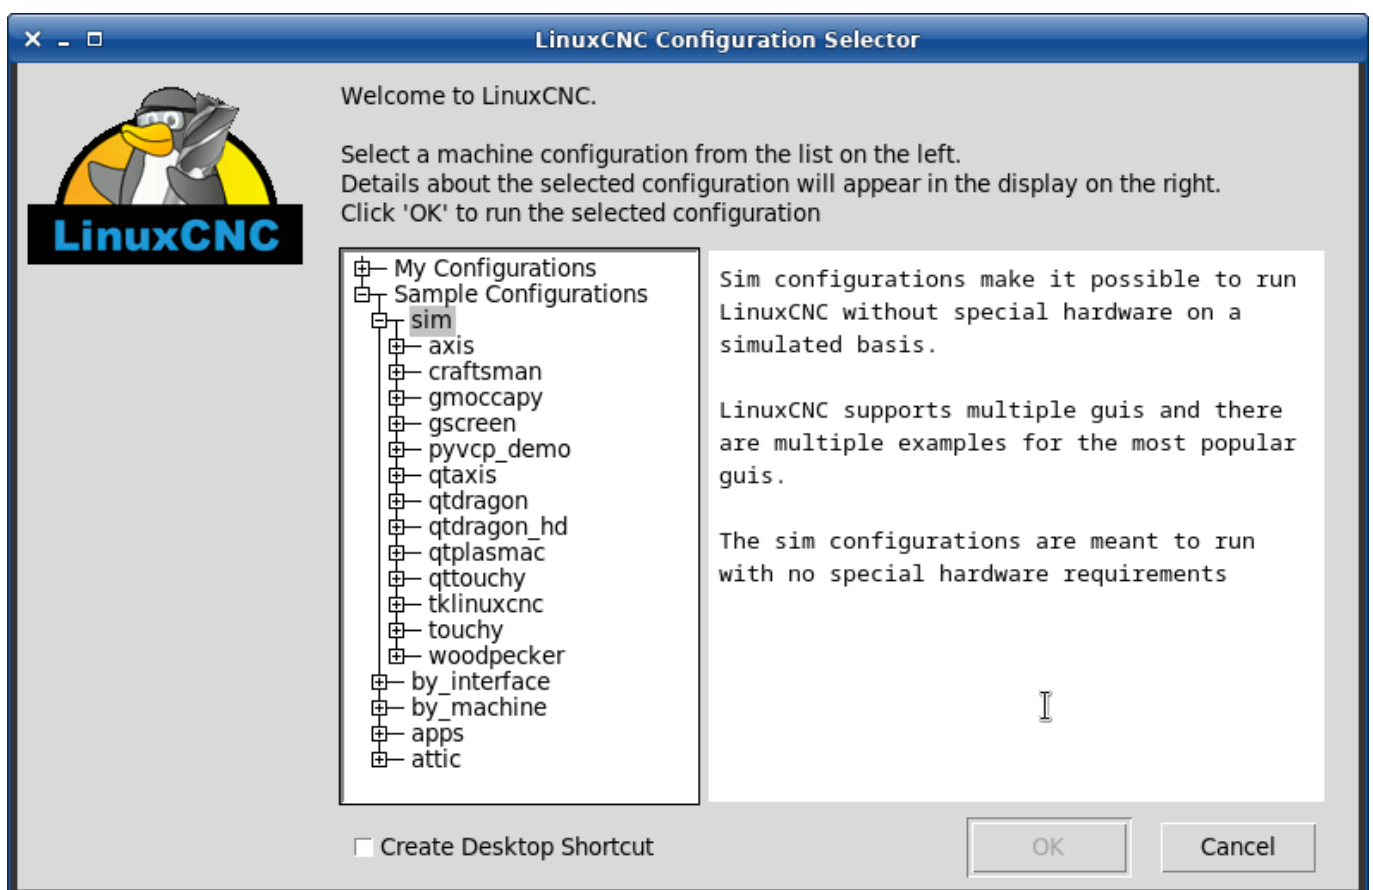 LinuxCNC Configuration Selector
LinuxCNC
Welcome to LinuxCNC.
Select a machine configuration from the list on the left.
Details about the selected configuration will appear in the display on the right.
Click 'OK' to run the selected configuration
My Configurations
Sample Configurations
sim
axis
craftsman
gmoccapy
gscreen
pyvcp_demo
qtaxis
qtdragon
qtdragon_hd
qtplasmac
qttouchy
tklinuxcnc
touchy
woodpecker
by_interface
by_machine
apps
attic
Sim configurations make it possible to run
LinuxCNC without special hardware on a
simulated basis.
LinuxCNC supports multiple guis and there
are multiple examples for the most popular
guis.
The sim configurations are meant to run
with no special hardware requirements
Create Desktop Shortcut
OK
Cancel